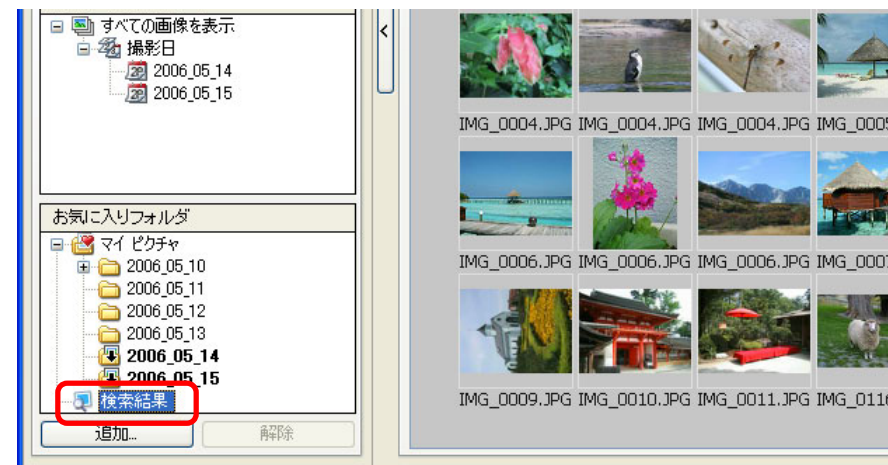 すべての画像を表示
撮影日
2006_05_14
2006_05_15
お気に入りフォルダ
マイ ピクチャ
2006_05_10
2006_05_11
2006_05_12
2006_05_13
2006_05_14
2006_05_15
検索結果
追加...
解除
<
IMG_0004.JPG IMG_0004.JPG IMG_0004.JPG IMG_0005
IMG_0006.JPG IMG_0006.JPG IMG_0006.JPG IMG_0007
IMG_0009.JPG IMG_0010.JPG IMG_0011.JPG IMG_0116